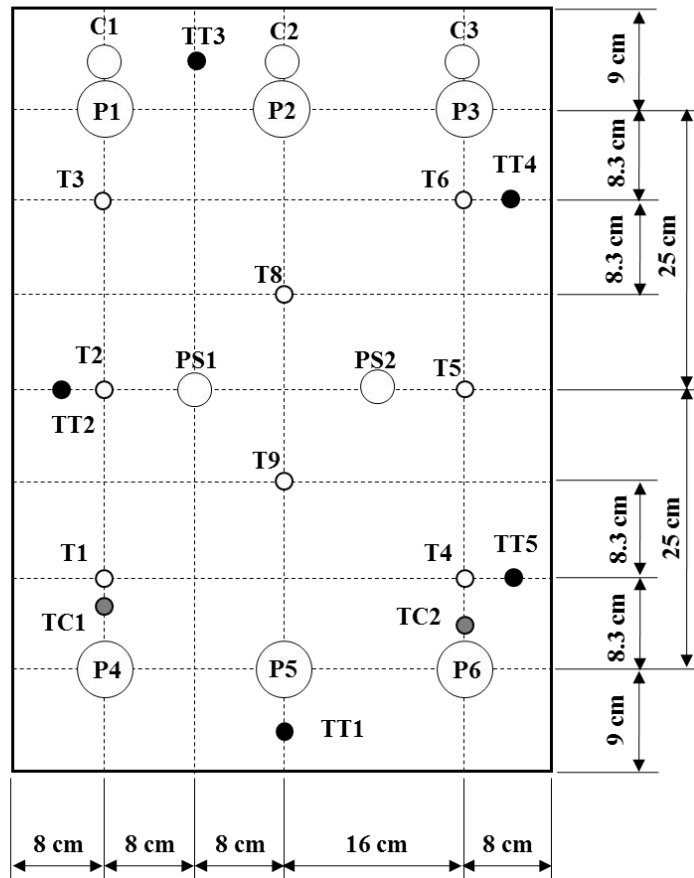 C1
TT3
C2
C3
9 cm
P1
P2
P3
8.3 cm
TT4
T3
T6
8.3 cm
25 cm
T8
T2
PS1
PS2
T5
TT2
T9
8.3 cm
25 cm
T1
T4
TT5
TC1
TC2
8.3 cm
P4
P5
P6
TT1
9 cm
8 cm
8 cm
8 cm
16 cm
8 cm